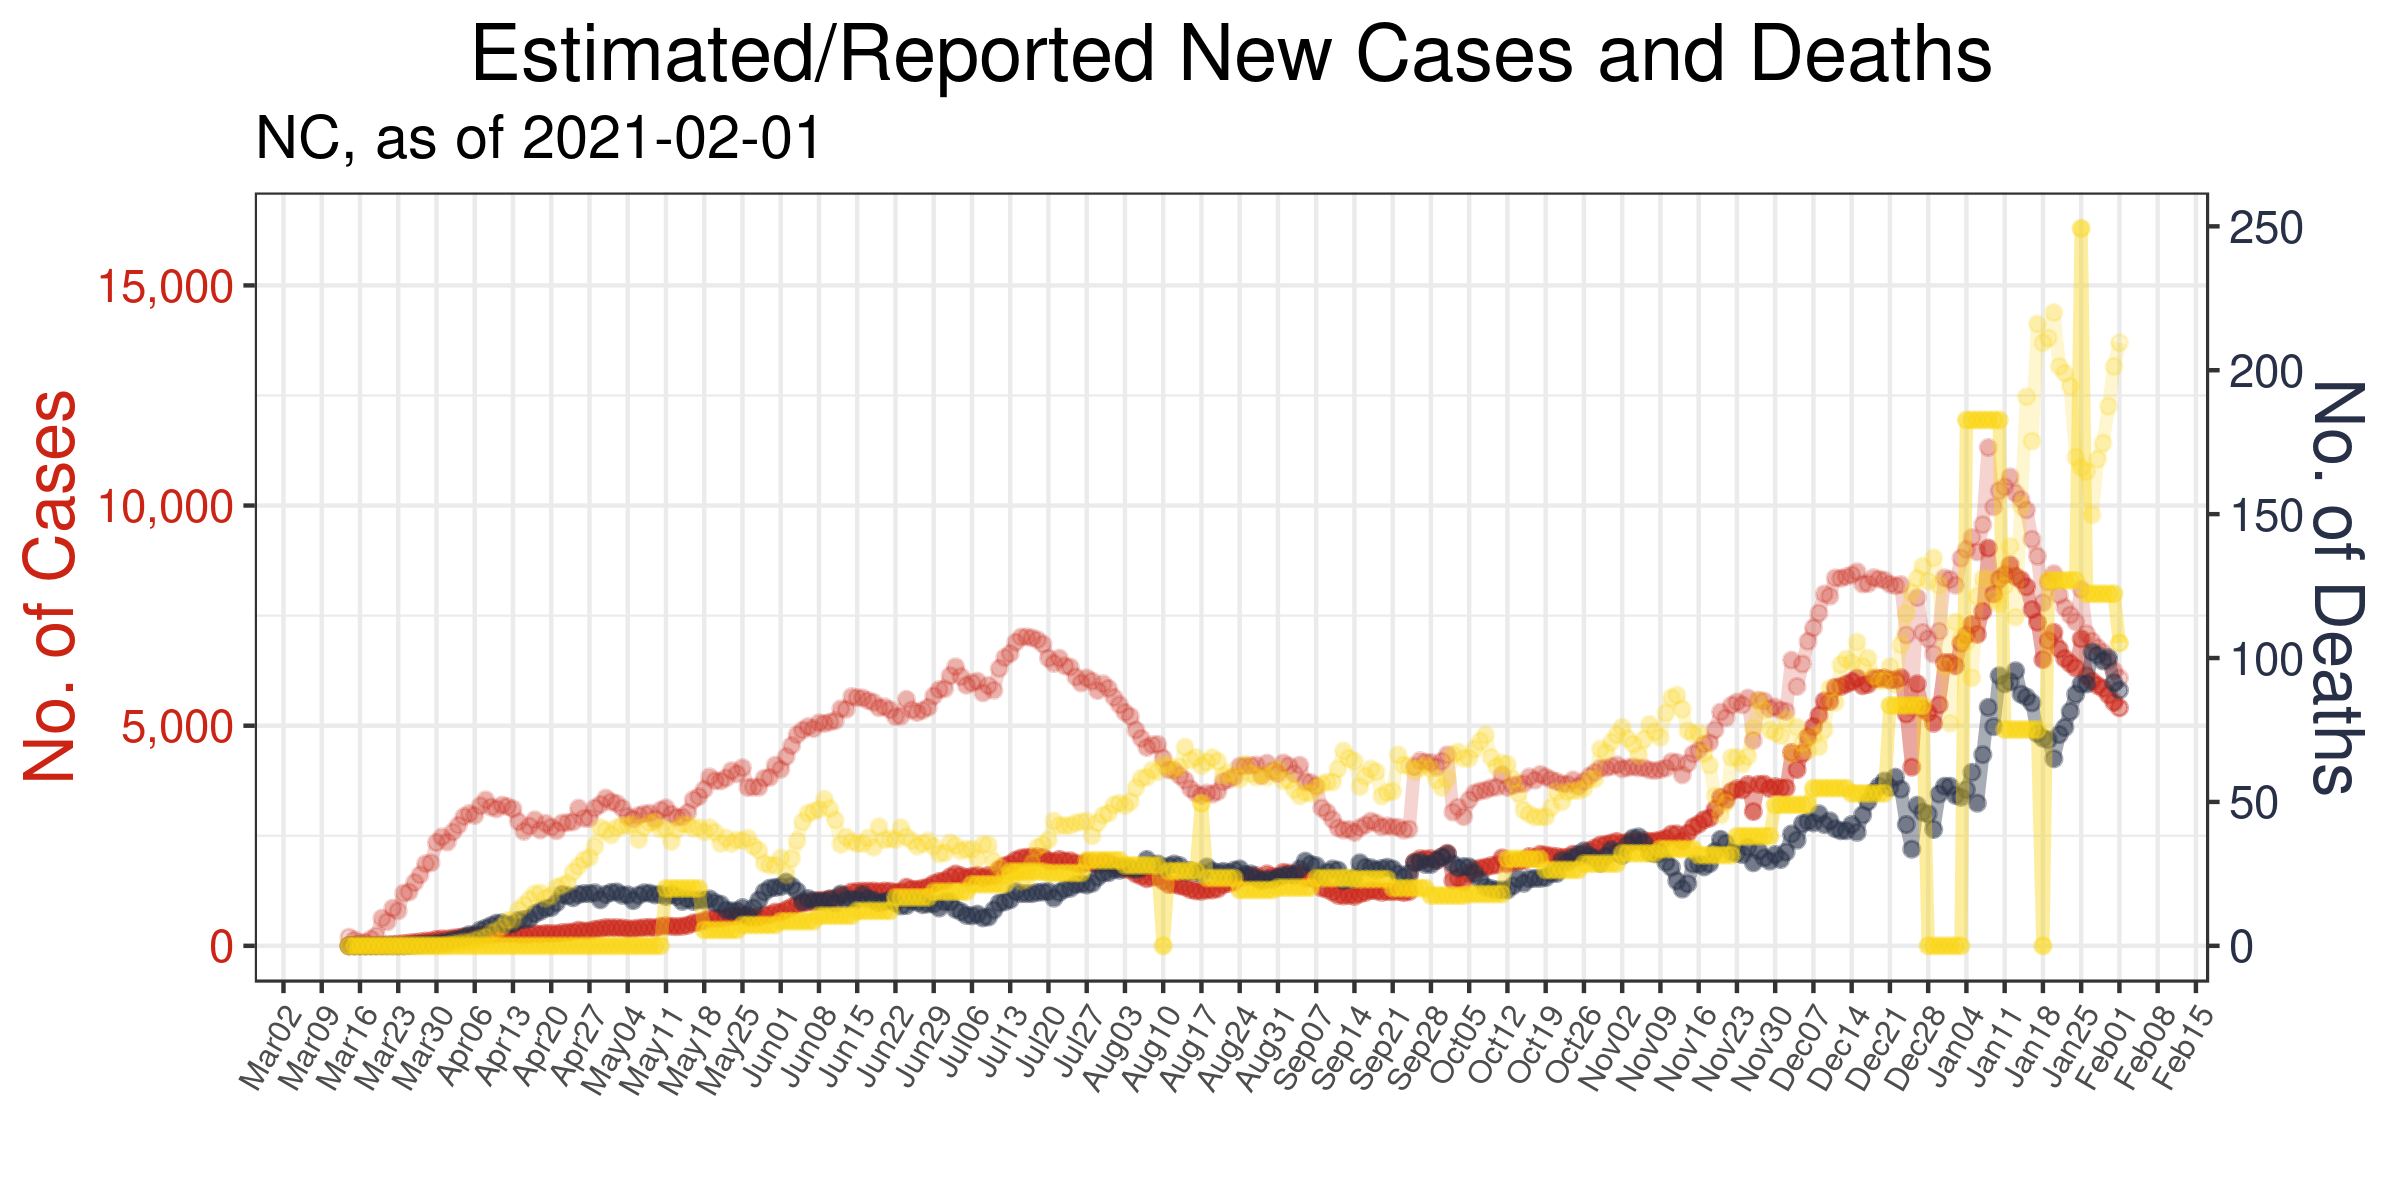 Estimated/Reported New Cases and Deaths
NC, as of 2021-02-01
No. of Cases
15,000
10,000
5,000
0
250
200
150
100
50
0
No. of Deaths
Mar02
Mar09
Mar16
Mar23
Mar30
Apr06
Apr13
Apr20
Apr27
May04
May11
May18
May25
Jun01
Jun08
Jun15
Jun22
Jun29
Jul06
Jul13
Jul20
Jul27
Aug03
Aug10
Aug17
Aug24
Aug31
Sep07
Sep14
Sep21
Sep28
Oct05
Oct12
Oct19
Oct26
Nov02
Nov09
Nov16
Nov23
Nov30
Dec07
Dec14
Dec21
Dec28
Dec04
Jan11
Jan18
Jan18
Jan25
Feb01
Feb08
Feb15